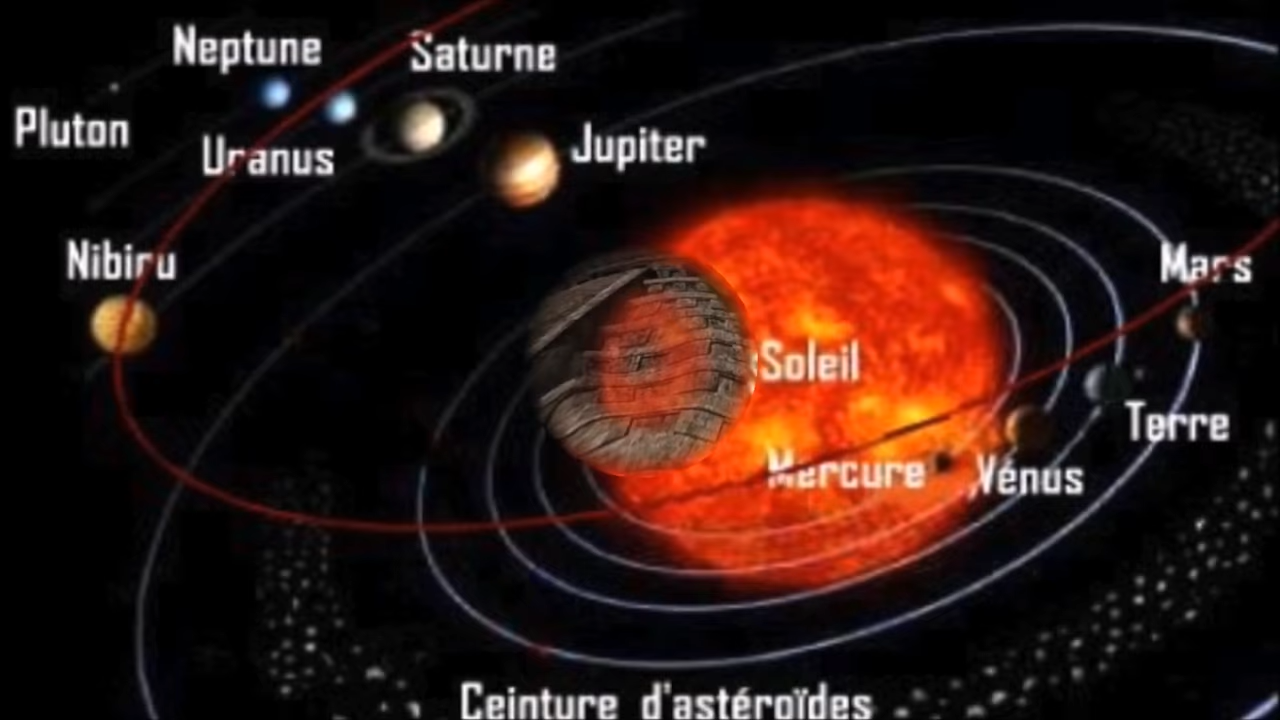 Neptune
Saturne
Pluton
Uranus
Jupiter
Nibiru
Mars
Soleil
Terre
Mercure
Vénus
Ceinture d'astéroïdes